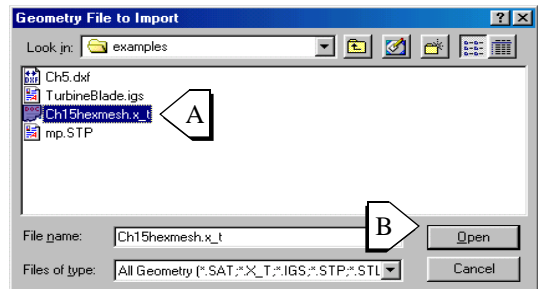 Geometry File to Import
Look in: examples
Ch5.dxf
TurbineBlade.igs
Ch15hexmesh.x_t
A
mp.STP
B
File name: Ch15hexmesh.x_t Open
Files of type: All Geometry (*.SAT;*.X_T;*.IGS;*.STP;*.STL Cancel